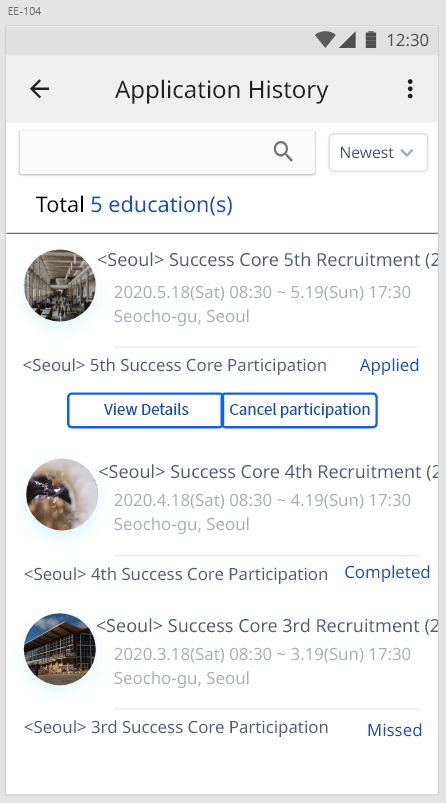 EE-104
12:30
Application History
Newest
Total 5 education(s)
<Seoul> Success Core 5th Recruitment (2
2020.5.18(Sat) 08:30 ~ 5.19(Sun) 17:30
Seocho-gu, Seoul
<Seoul> 5th Success Core Participation Applied
View Details Cancel participation
<Seoul> Success Core 4th Recruitment (2
2020.4.18(Sat) 08:30 ~ 4.19(Sun) 17:30
Seocho-gu, Seoul
<Seoul> 4th Success Core Participation Completed
<Seoul> Success Core 3rd Recruitment (2
2020.3.18(Sat) 08:30 ~ 3.19(Sun) 17:30
Seocho-gu, Seoul
<Seoul> 3rd Success Core Participation Missed